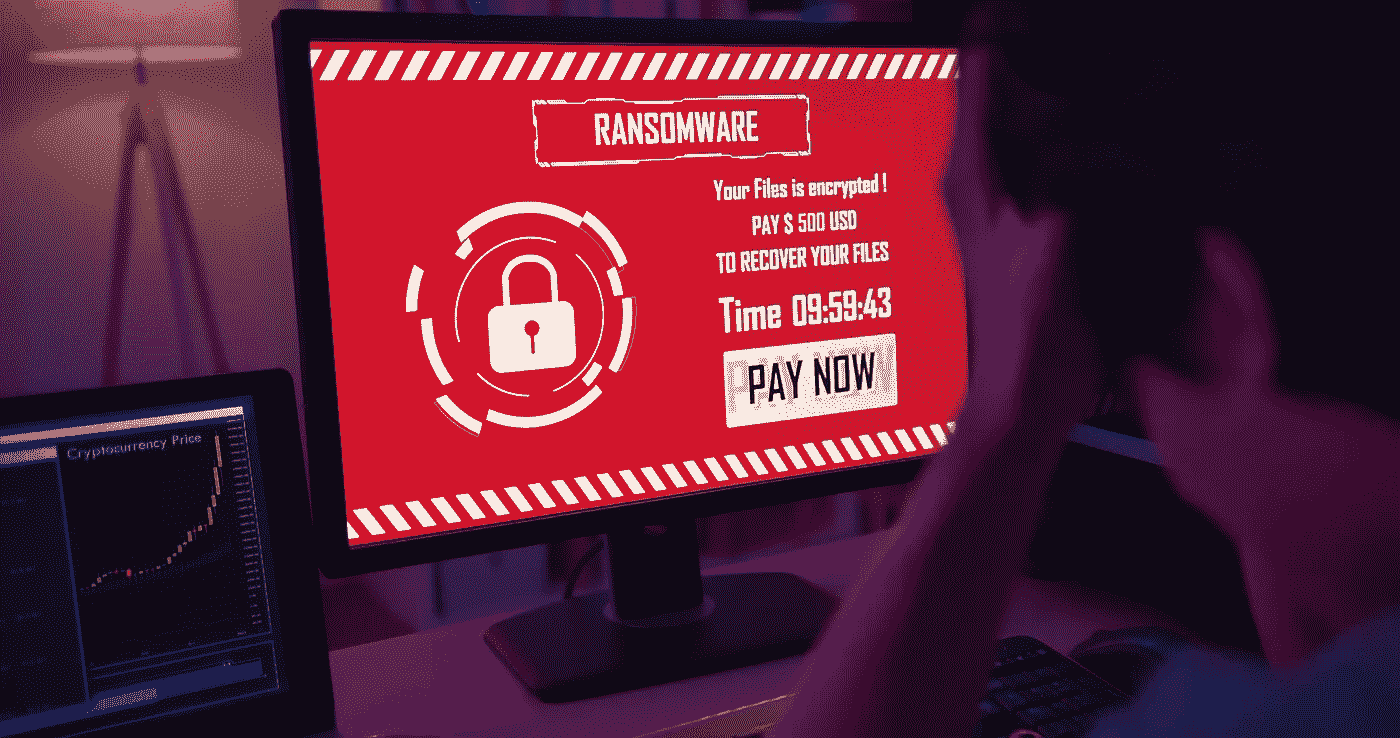 RANSOMWARE
Your Files is encrypted !
PAY $ 500 USD
TO RECOVER YOUR FILES
Time 09:59:43
PAY NOW
Cryptocurrency Price